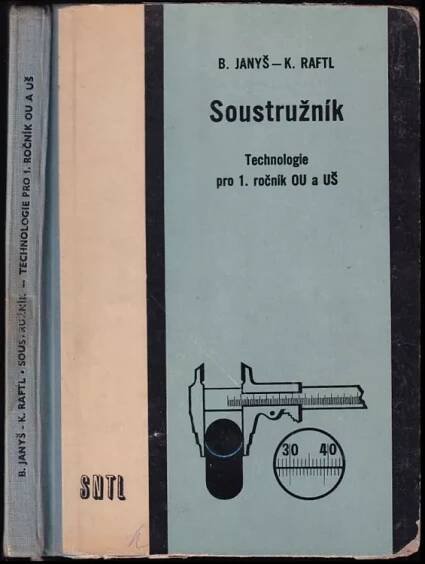 B. JANYŠ – K. RAFTL • SOUSTRUŽNÍK — TECHNOLOGIE PRO 1. ROČNÍK OU A UŠ
B. JANYŠ – K. RAFTL
Soustružník
Technologie
pro 1. ročník OU a UŠ
30 40
SNTL